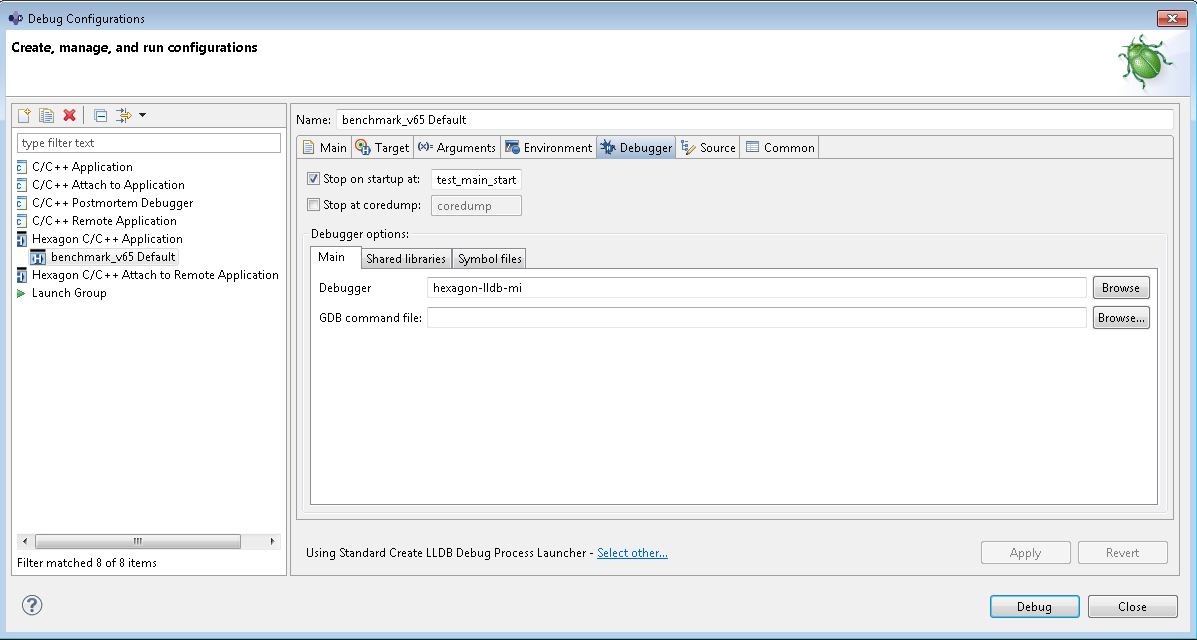 Debug Configurations
Create, manage, and run configurations
type filter text
C/C++ Application
C/C++ Attach to Application
C/C++ Postmortem Debugger
C/C++ Remote Application
Hexagon C/C++ Application
benchmark_v65 Default
Hexagon C/C++ Attach to Remote Application
Launch Group
Filter matched 8 of 8 items
Name: benchmark_v65 Default
Main Target (x)= Arguments Environment Debugger Source Common
Stop on startup at: test_main_start
Stop at coredump: coredump
Debugger options:
Main Shared libraries Symbol files
Debugger hexagon-lldb-mi Browse
GDB command file: Browse...
Using Standard Create LLDB Debug Process Launcher - Select other...
Apply Revert
? Debug Close